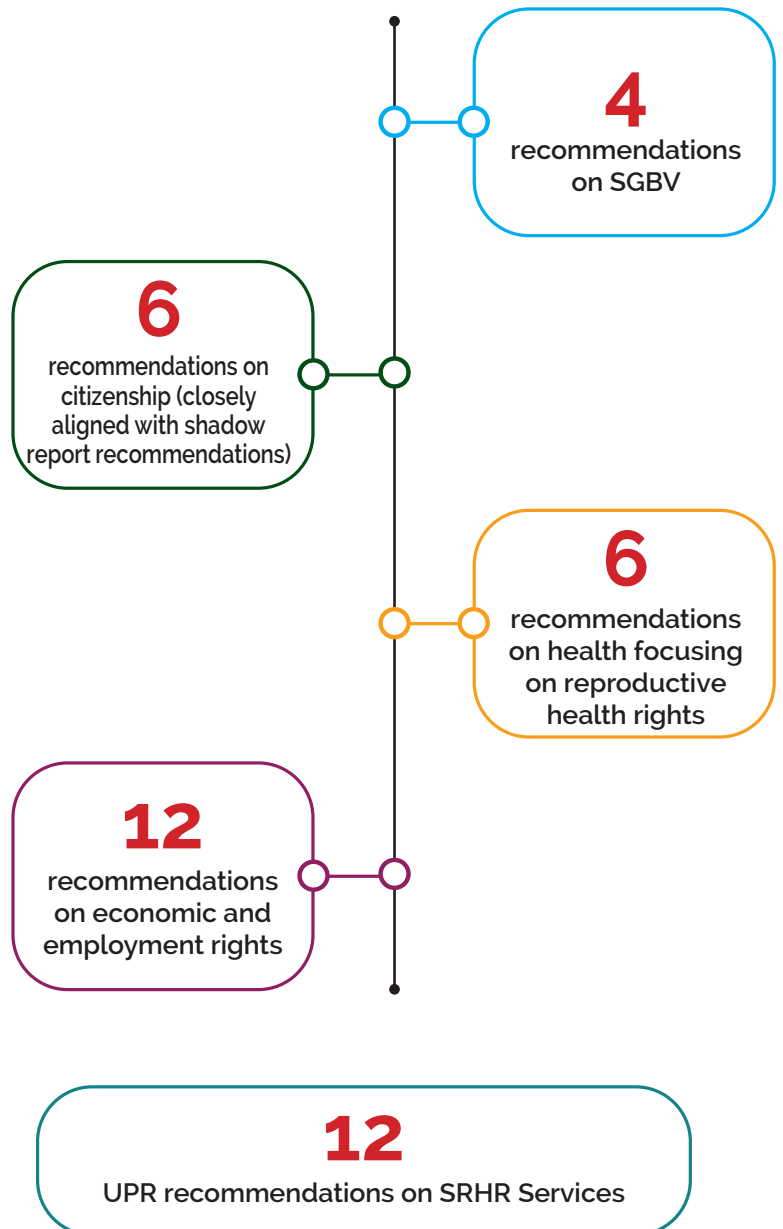 4
recommendations
on SGBV
6
recommendations on
citizenship (closely
aligned with shadow
report recommendations)
6
recommendations
on health focusing
on reproductive
health rights
12
recommendations
on economic and
employment rights
12
UPR recommendations on SRHR Services